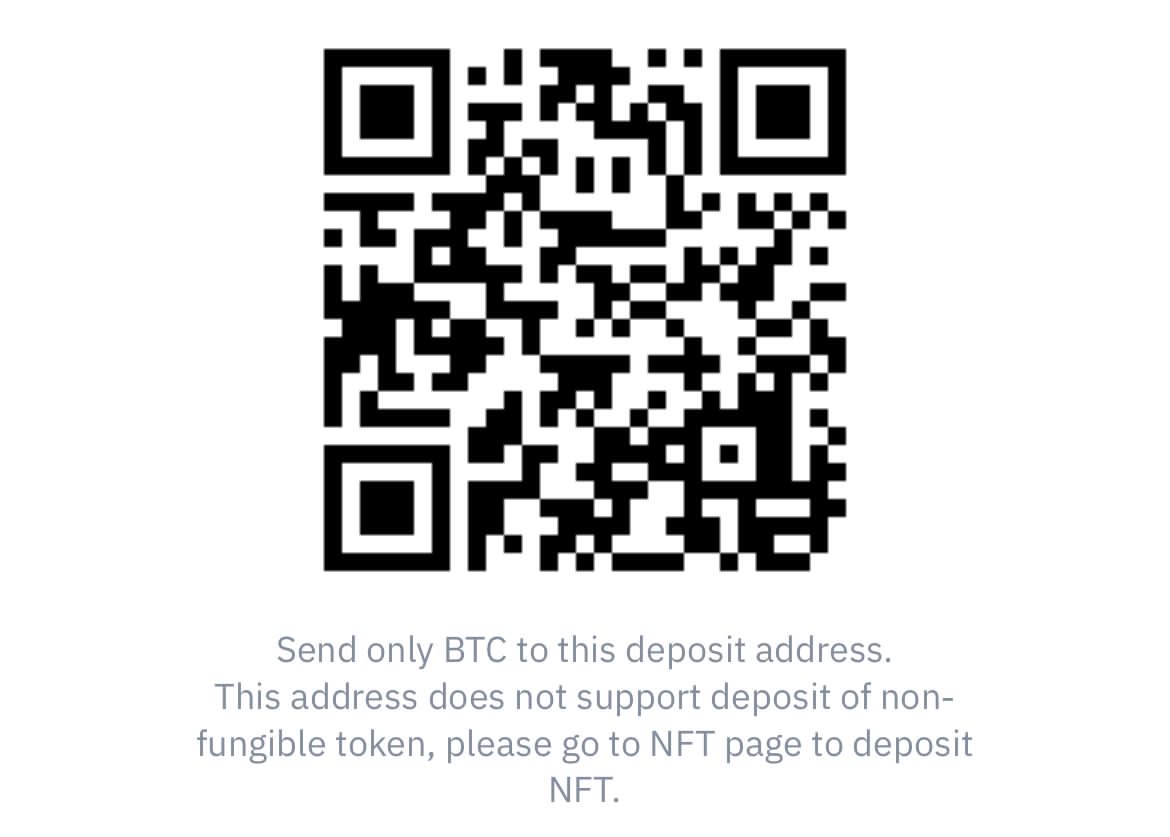 Send only BTC to this deposit address.
This address does not support deposit of non-
fungible token, please go to NFT page to deposit
NFT.